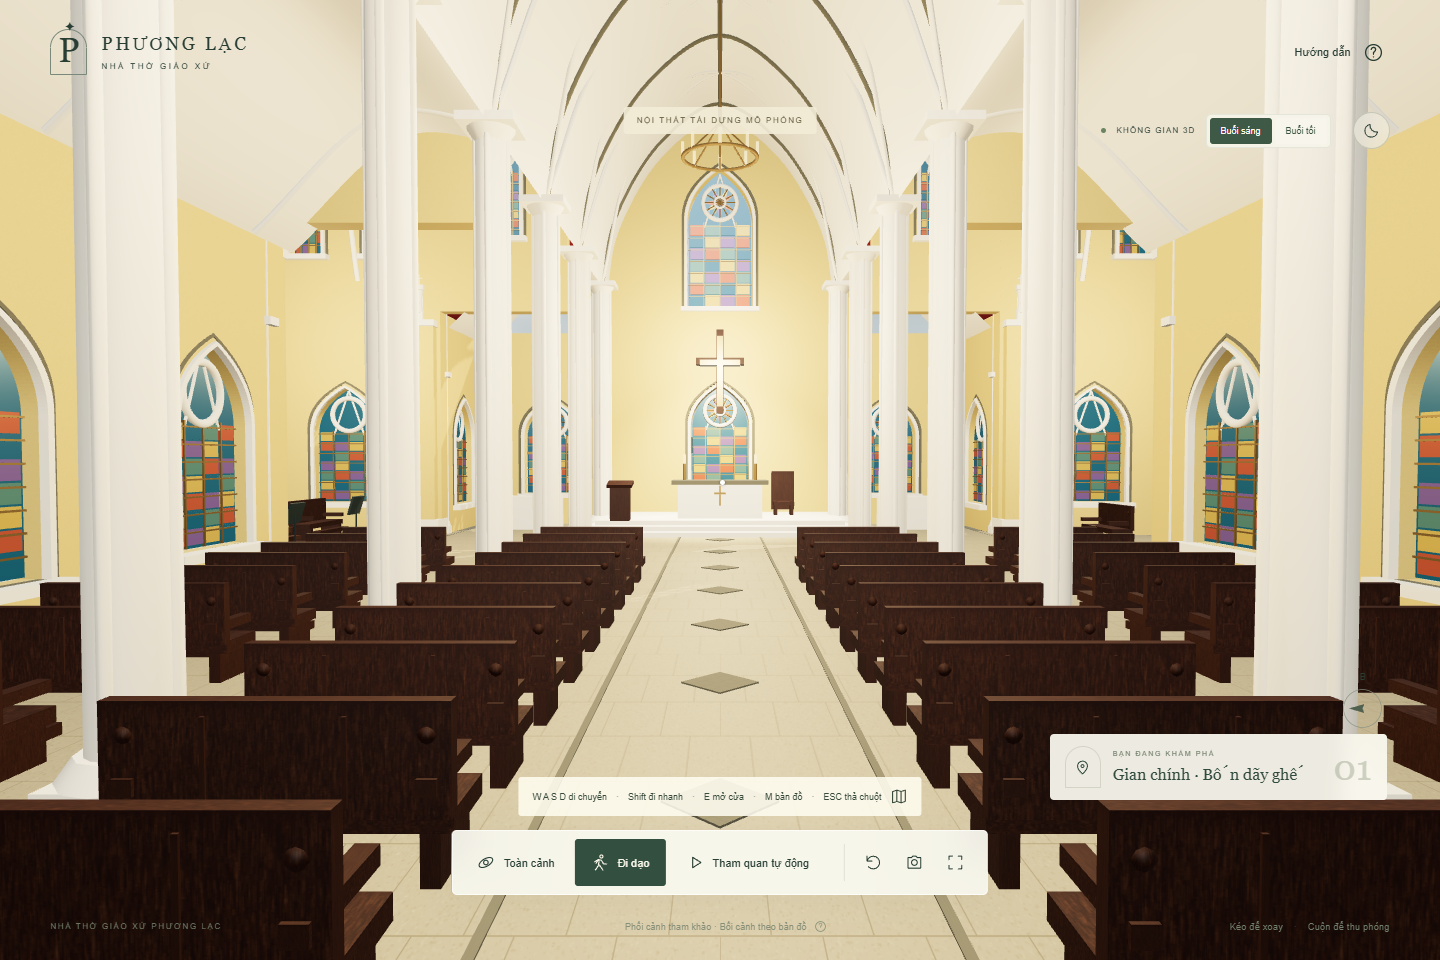 P
PHƯƠNG LẠC
NHÀ THỜ GIÁO XỨ
Hướng dẫn ?
NỘI THẤT TÁI DỰNG MÔ PHỎNG
KHÔNG GIAN 3D
Buổi sáng
Buổi tối
B
BẠN ĐANG KHÁM PHÁ
Gian chính · Bốn dãy ghế
01
W A S D di chuyển · Shift đi nhanh · E mở cửa · M bản đồ · ESC thả chuột
Toàn cảnh
Đi dạo
Tham quan tự động
NHÀ THỜ GIÁO XỨ PHƯƠNG LẠC
Phối cảnh tham khảo · Bối cảnh theo bản đồ ?
Kéo để xoay
Cuộn để thu phóng